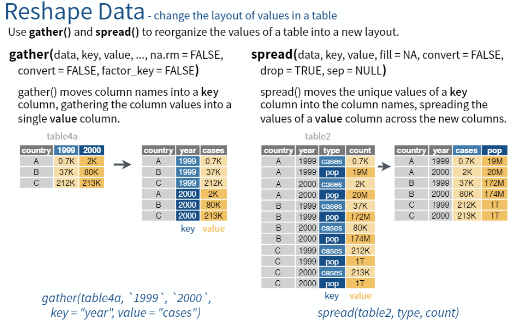 Reshape Data - change the layout of values in a table
Use gather() and spread() to reorganize the values of a table into a new layout.
gather(data, key, value, ..., na.rm = FALSE,
convert = FALSE, factor_key = FALSE)
gather() moves column names into a key
column, gathering the column values into a
single value column.
table4a
country 1999 2000
A 0.7K 2K
B 37K 80K
C 212K 213K
country year cases
A 1999 0.7K
B 1999 37K
C 1999 212K
A 2000 2K
B 2000 80K
C 2000 213K
key value
gather(table4a, `1999`, `2000`,
key = "year", value = "cases")
spread(data, key, value, fill = NA, convert = FALSE,
drop = TRUE, sep = NULL)
spread() moves the unique values of a key
column into the column names, spreading the
values of a value column across the new columns.
table2
country year type count
A 1999 cases 0.7K
A 1999 pop 19M
A 2000 cases 2K
A 2000 pop 20M
B 1999 cases 37K
B 1999 pop 172M
B 2000 cases 80K
B 2000 pop 174M
C 1999 cases 212K
C 1999 pop 1T
C 2000 cases 213K
C 2000 pop 1T
key value
country year cases pop
A 1999 0.7K 19M
A 2000 2K 20M
B 1999 37K 172M
B 2000 80K 174M
C 1999 212K 1T
C 2000 213K 1T
spread(table2, type, count)